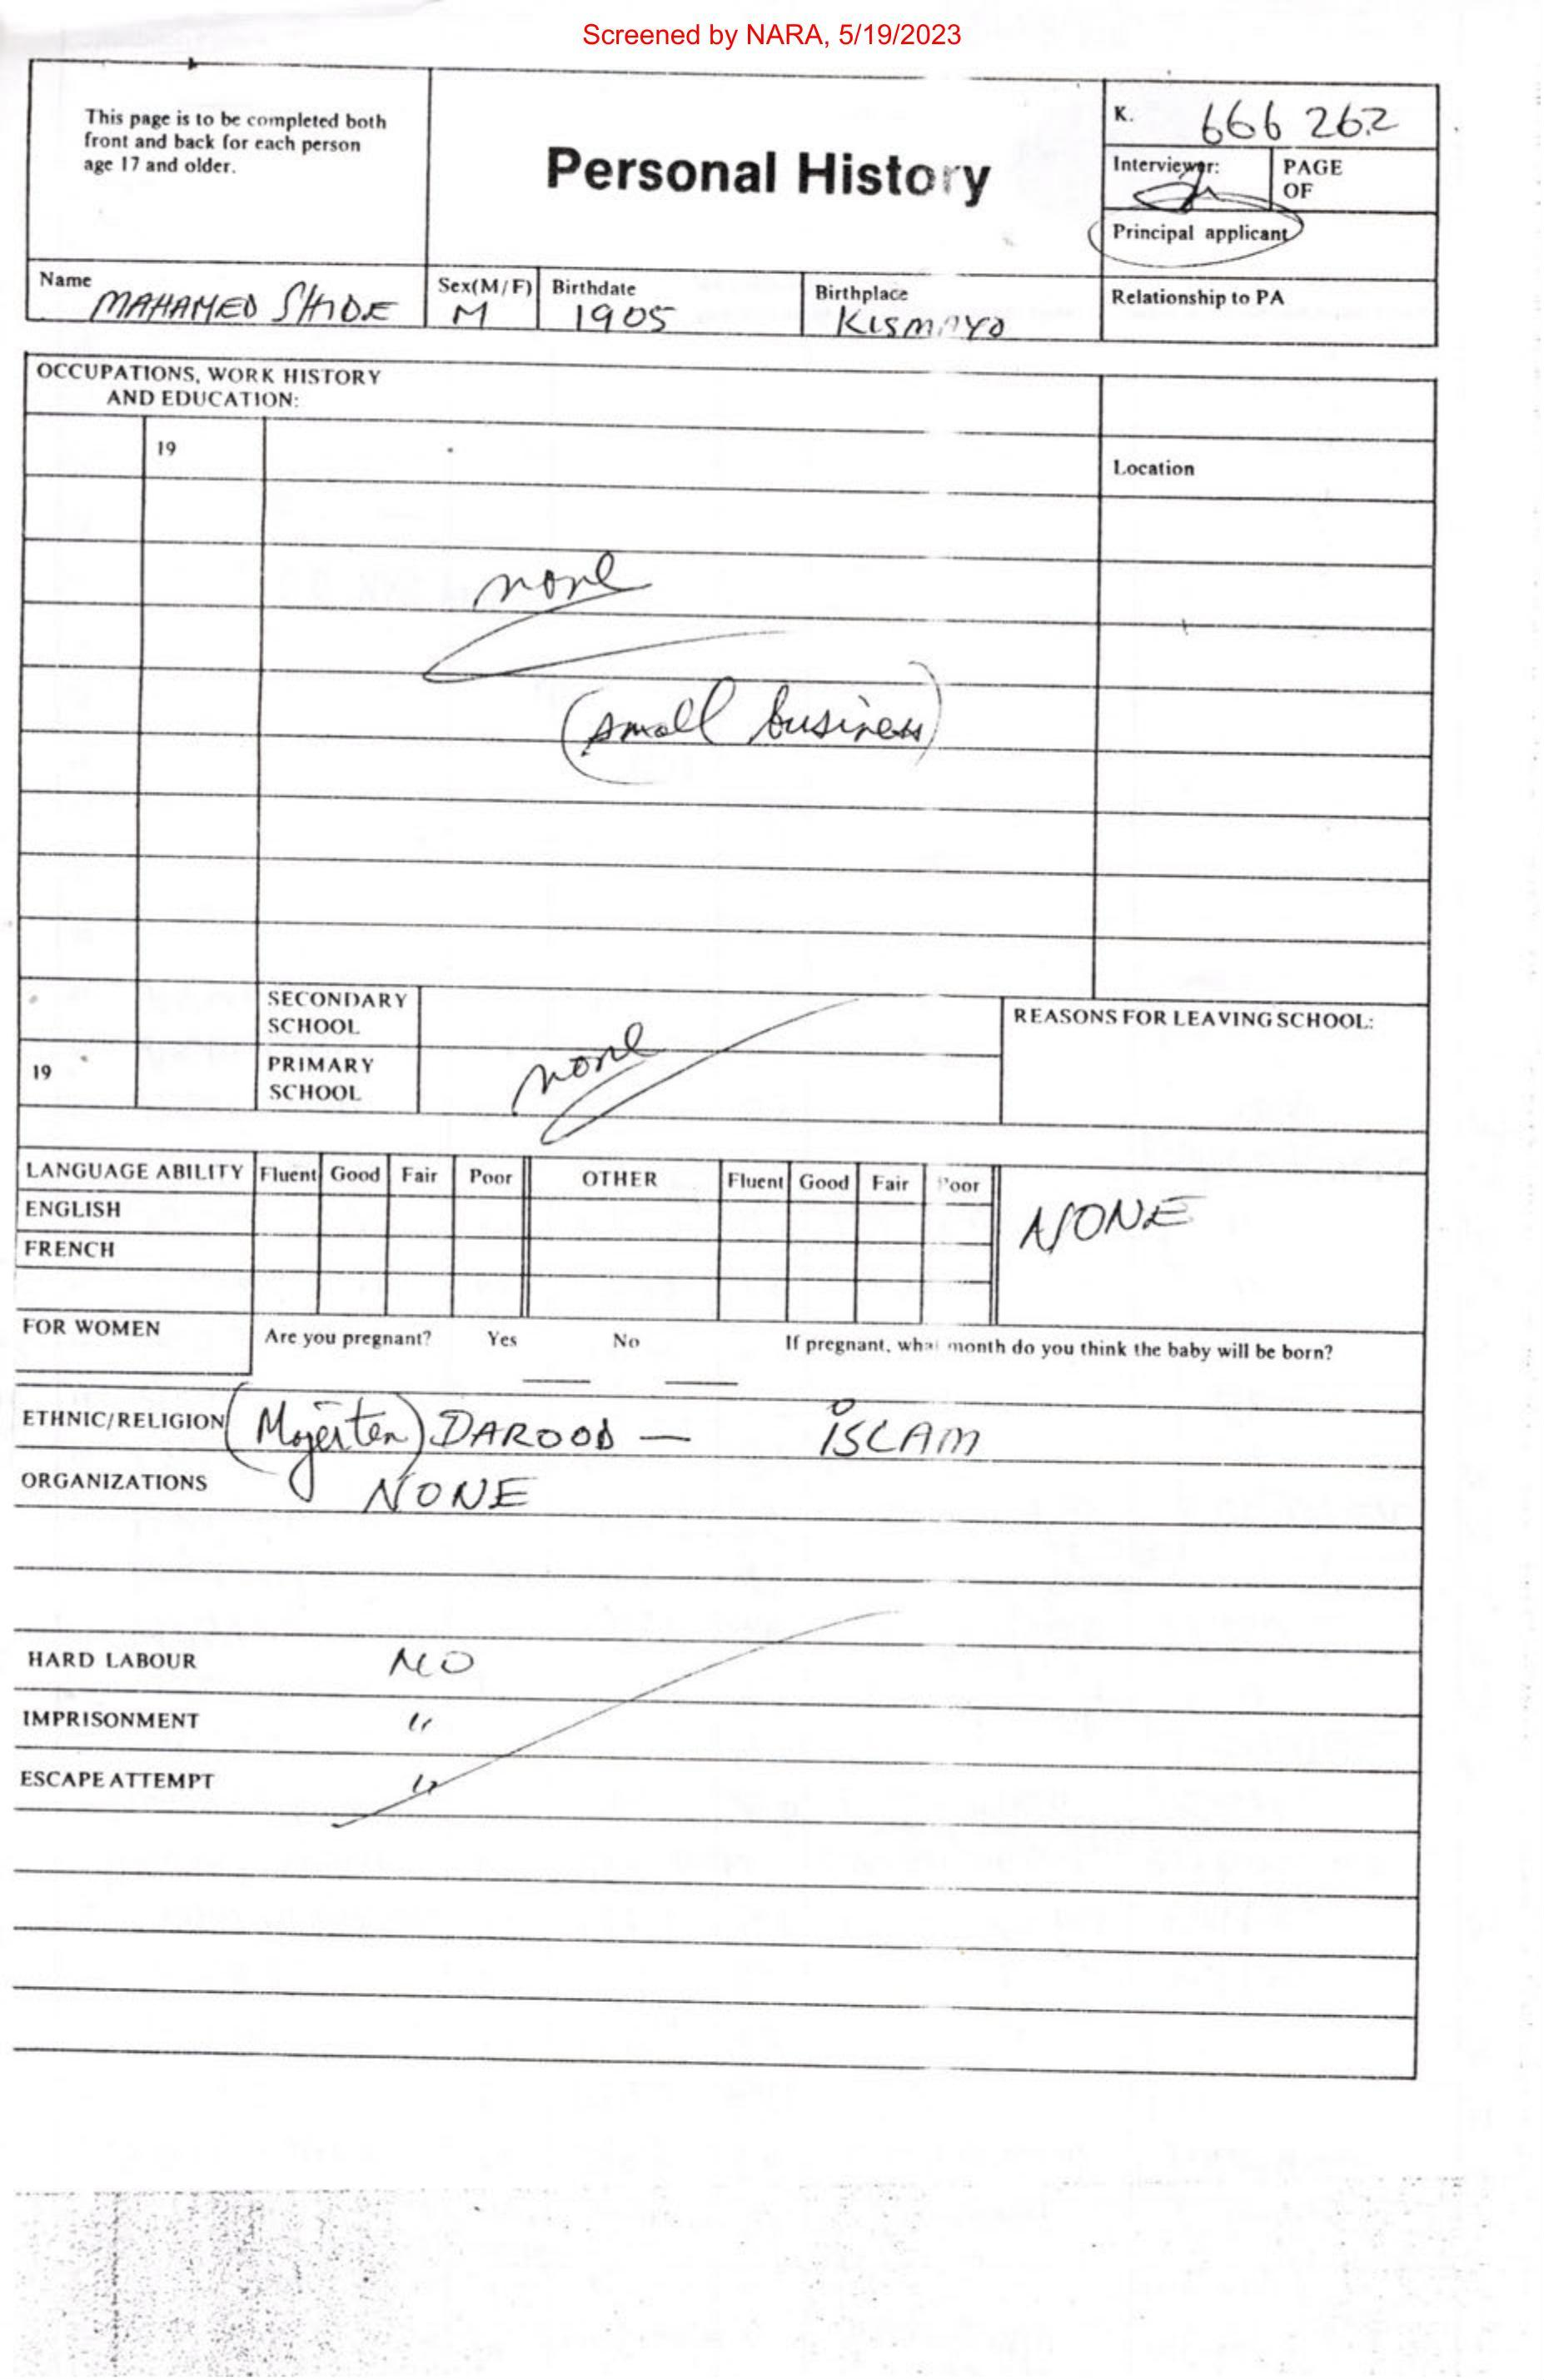 Screened by NARA, 5/19/2023
This page is to be completed both
front and back for each person
age 17 and older.
Personal History
K. 666 262
Interviewer:
PAGE
OF
Principal applicant
Name MAHAMED SHIDE
Sex(M/F) M
Birthdate 1905
Birthplace KISMAYO
Relationship to PA
OCCUPATIONS, WORK HISTORY
AND EDUCATION:
19
Location
none
(small business)
SECONDARY
SCHOOL
REASONS FOR LEAVING SCHOOL:
none
19
PRIMARY
SCHOOL
LANGUAGE ABILITY Fluent Good Fair Poor OTHER Fluent Good Fair Poor
ENGLISH
NONE
FRENCH
FOR WOMEN Are you pregnant? Yes No If pregnant, what month do you think the baby will be born?
ETHNIC/RELIGION (Mojerten) DAROOD — ISLAM
ORGANIZATIONS NONE
HARD LABOUR NO
IMPRISONMENT "
ESCAPE ATTEMPT "